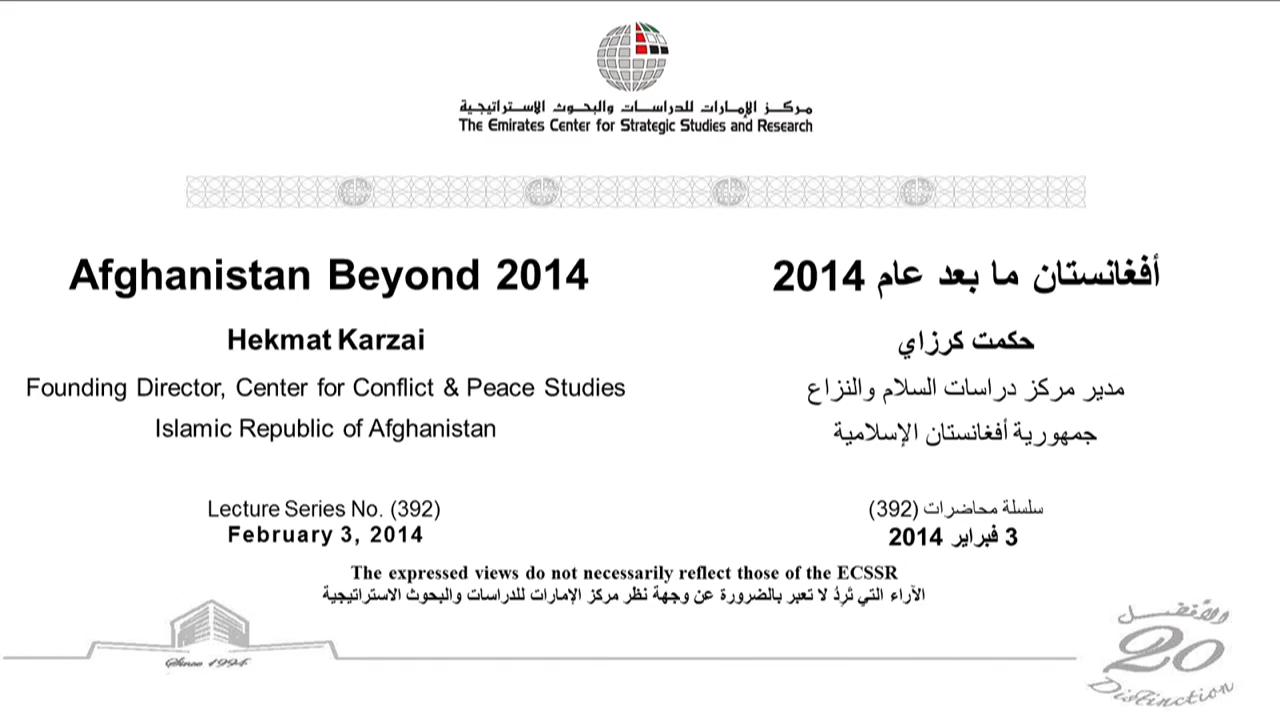 مركز الإمارات للدراسات والبحوث الاستراتيجية
The Emirates Center for Strategic Studies and Research
Afghanistan Beyond 2014
Hekmat Karzai
Founding Director, Center for Conflict & Peace Studies
Islamic Republic of Afghanistan
Lecture Series No. (392)
February 3, 2014
أفغانستان ما بعد عام 2014
حكمت كرزاي
مدير مركز دراسات السلام والنزاع
جمهورية أفغانستان الإسلامية
سلسلة محاضرات (392)
3 فبراير 2014
The expressed views do not necessarily reflect those of the ECSSR
الآراء التي تَرِدُ لا تعبر بالضرورة عن وجهة نظر مركز الإمارات للدراسات والبحوث الاستراتيجية
Since 1994
الأفضل
20
Distinction